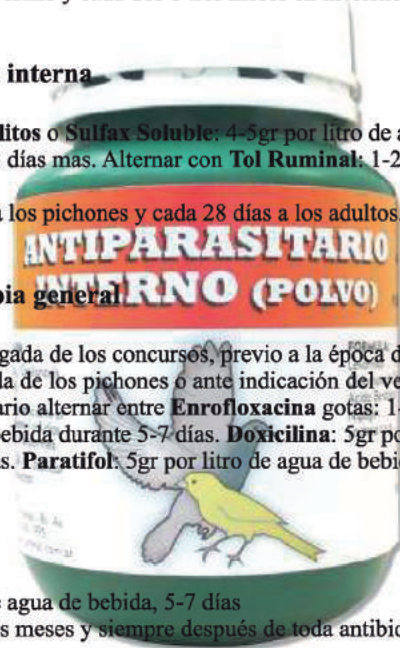 interna
litos o Sulfax Soluble: 4-5gr por litro de a
días mas. Alternar con Tol Ruminal: 1-2
los pichones y cada 28 días a los adultos.
ANTIPARASITARIO
INTERNO (POLVO)
pia general
gada de los concursos, previo a la época d
da de los pichones o ante indicación del ve
ario alternar entre Enrofloxacina gotas: 1-
ebida durante 5-7 días. Doxicilina: 5gr po
s. Paratifol: 5gr por litro de agua de bebid
agua de bebida, 5-7 días
s meses y siempre después de toda antibio